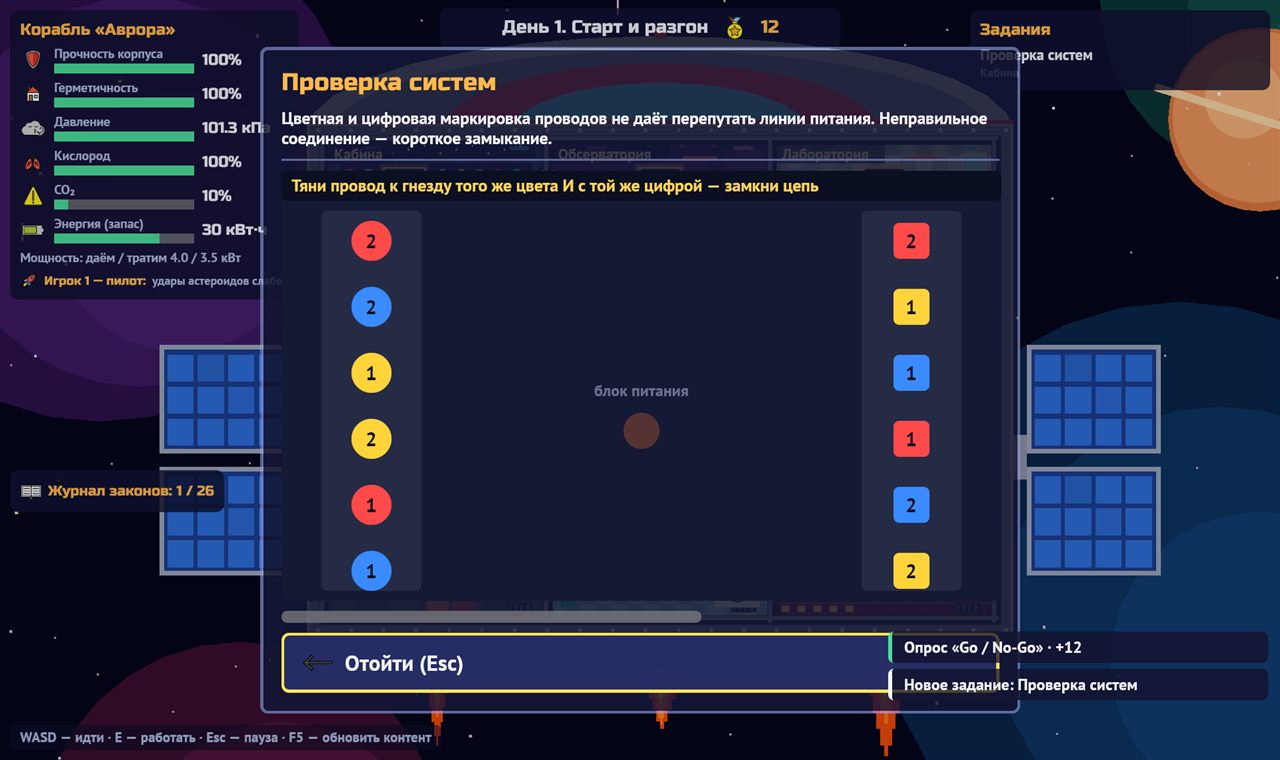 Корабль «Аврора»
Прочность корпуса
100%
Герметичность
100%
Давление
101.3 кПа
Кислород
100%
CO₂
10%
Энергия (запас)
30 кВт·ч
Мощность: даём / тратим 4.0 / 3.5 кВт
Игрок 1 — пилот: удары астероидов слабе
День 1. Старт и разгон 12
Задания
Проверка систем
Кабина
Проверка систем
Цветная и цифровая маркировка проводов не даёт перепутать линии питания. Неправильное
соединение — короткое замыкание.
Кабина
Обсерватория
Лаборатория
Тяни провод к гнезду того же цвета И с той же цифрой — замкни цепь
2 2
2 1
1 1
2 1
1 2
1 2
блок питания
Журнал законов: 1 / 26
← Отойти (Esc)
Опрос «Go / No-Go» · +12
Новое задание: Проверка систем
WASD — идти · E — работать · Esc — пауза · F5 — обновить контент